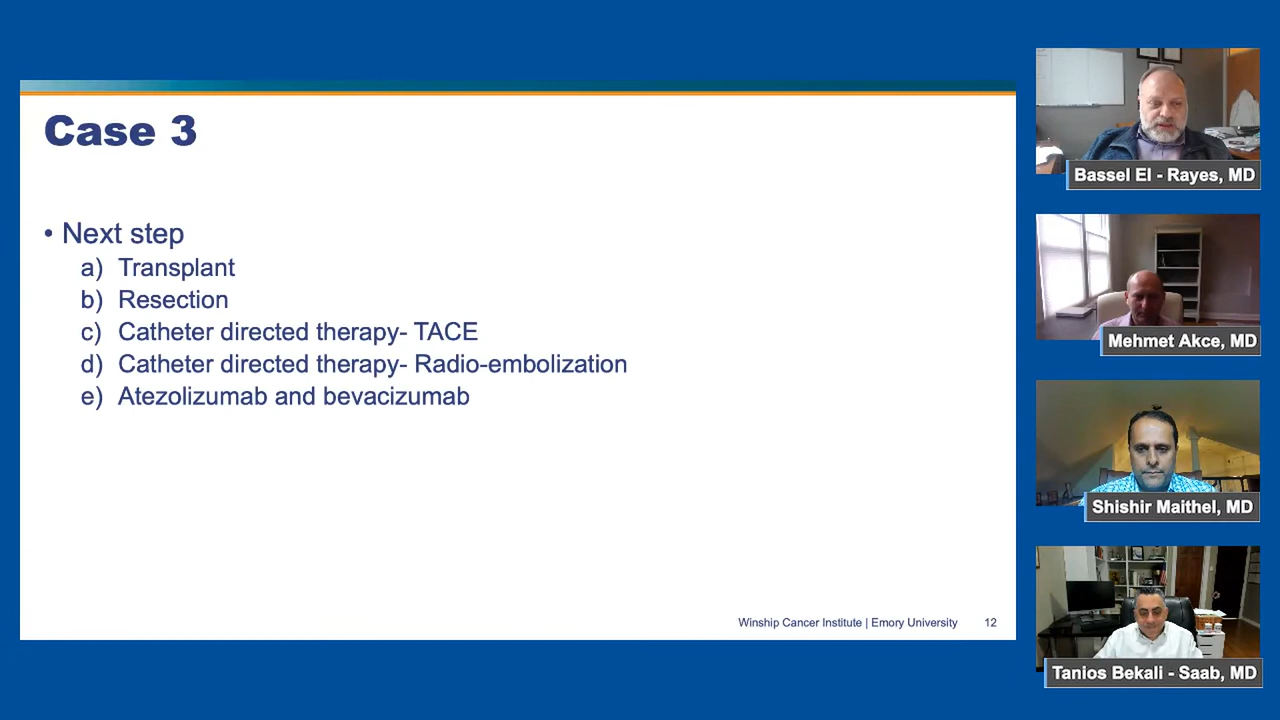 Case 3
• Next step
a) Transplant
b) Resection
c) Catheter directed therapy- TACE
d) Catheter directed therapy- Radio-embolization
e) Atezolizumab and bevacizumab
Winship Cancer Institute | Emory University 12
Bassel El - Rayes, MD
Mehmet Akce, MD
Shishir Maithel, MD
Tanios Bekali - Saab, MD